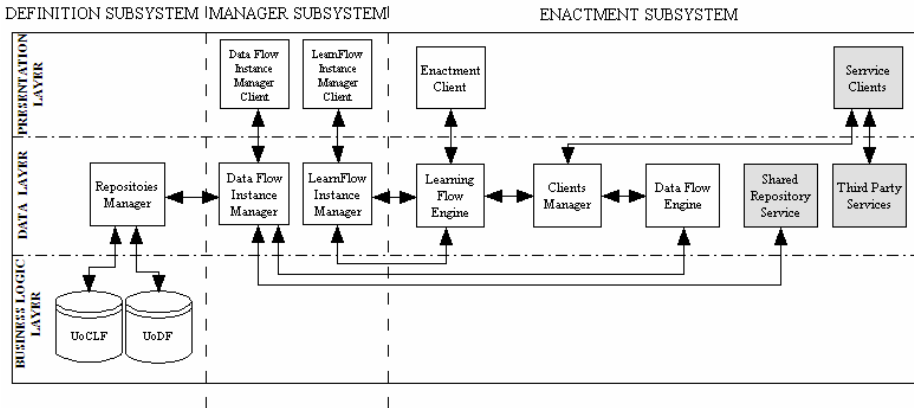 DEFINITION SUBSYSTEM
MANAGER SUBSYSTEM
ENACTMENT SUBSYSTEM
PRESENTATION
LAYER
Data Flow
Instance
Manager
Client
LearnFlow
Instance
Manager
Client
Enactment
Client
Serrvice
Clients
DATA LAYER
Repositoies
Manager
Data Flow
Instance
Manager
LearnFlow
Instance
Manager
Learning
Flow
Engine
Clients
Manager
Data Flow
Engine
Shared
Repository
Service
Third Party
Services
BUSINESS LOGIC
LAYER
UoCLF
UoDF